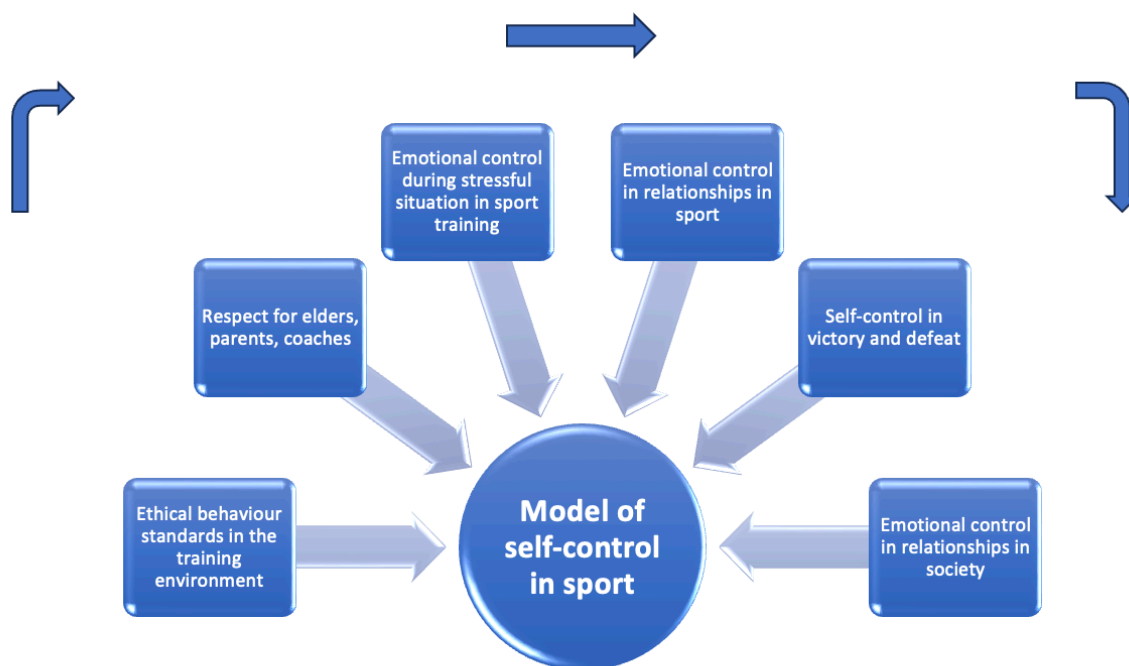 Emotional control
during stressful
situation in sport
training
Emotional control
in relationships in
sport
Respect for elders,
parents, coaches
Self-control in
victory and defeat
Ethical behaviour
standards in the
training
environment
Model of
self-control
in sport
Emotional control
in relationships in
society